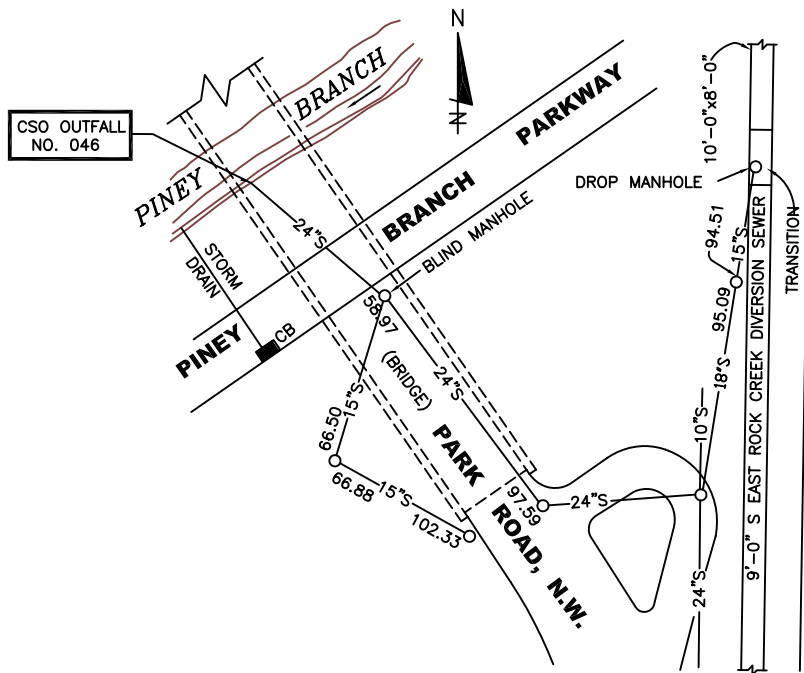 N
N
CSO OUTFALL
NO. 046
PINEY
BRANCH
PINEY
BRANCH
PARKWAY
24"S
STORM
DRAIN
CB
BLIND MANHOLE
58.97
(BRIDGE)
24"S
15"S
66.50
66.88
15"S
102.33
PARK
ROAD, N.W.
97.59
24"S
10"S
24"S
18"S
95.09
94.51
15"S
DROP MANHOLE
10'-0"x8'-0"
TRANSITION
9'-0" S EAST ROCK CREEK DIVERSION SEWER